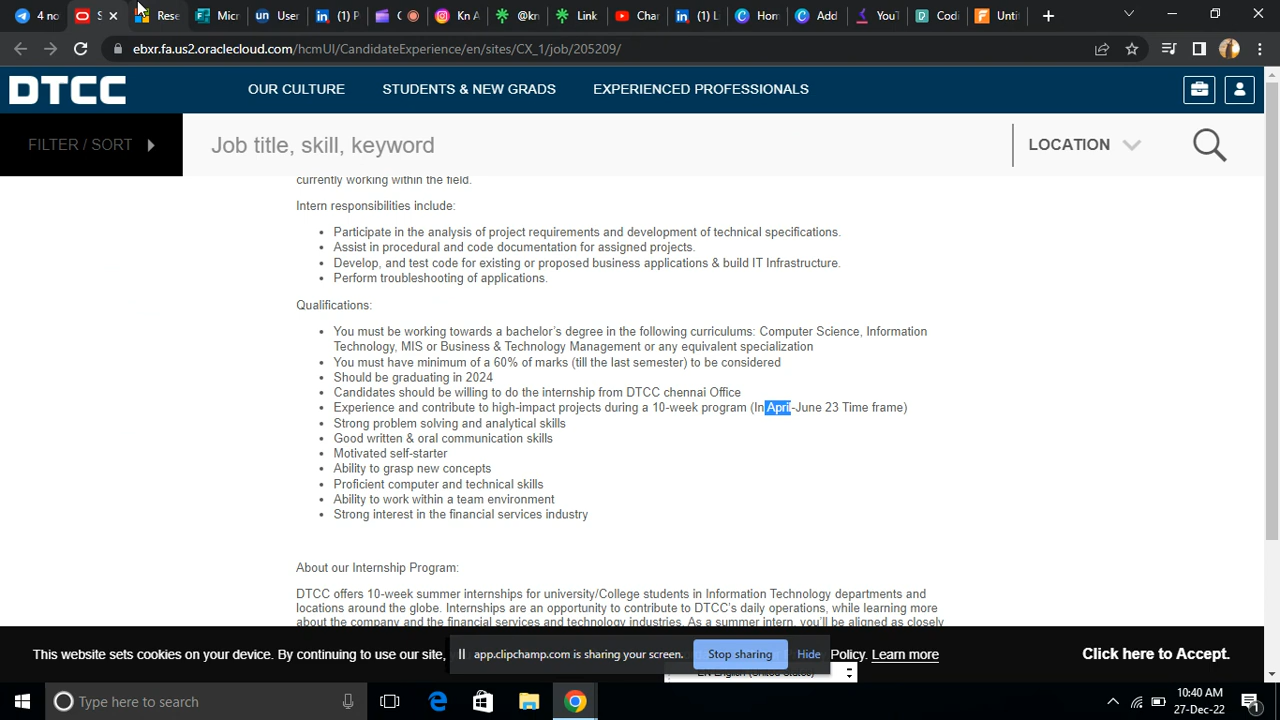 4 no
S
Rese
Micr
User
(1) P
C
Kn A
@kn
Link
Char
(1) L
Hom
Add
YouT
Codi
Unti
ebxr.fa.us2.oraclecloud.com/hcmUI/CandidateExperience/en/sites/CX_1/job/205209/
DTCC
OUR CULTURE
STUDENTS & NEW GRADS
EXPERIENCED PROFESSIONALS
FILTER / SORT
Job title, skill, keyword
LOCATION
currently working within the field.
Intern responsibilities include:
Participate in the analysis of project requirements and development of technical specifications.
Assist in procedural and code documentation for assigned projects.
Develop, and test code for existing or proposed business applications & build IT Infrastructure.
Perform troubleshooting of applications.
Qualifications:
You must be working towards a bachelor's degree in the following curriculums: Computer Science, Information
Technology, MIS or Business & Technology Management or any equivalent specialization
You must have minimum of a 60% of marks (till the last semester) to be considered
Should be graduating in 2024
Candidates should be willing to do the internship from DTCC chennai Office
Experience and contribute to high-impact projects during a 10-week program (In April-June 23 Time frame)
Strong problem solving and analytical skills
Good written & oral communication skills
Motivated self-starter
Ability to grasp new concepts
Proficient computer and technical skills
Ability to work within a team environment
Strong interest in the financial services industry
About our Internship Program:
DTCC offers 10-week summer internships for university/College students in Information Technology departments and
locations around the globe. Internships are an opportunity to contribute to DTCC's daily operations, while learning more
about the company and the financial services and technology industries. As a summer intern, you'll be aligned as closely
This website sets cookies on your device. By continuing to use our site,
app.clipchamp.com is sharing your screen.
Stop sharing
Hide
Policy. Learn more
Click here to Accept.
EN English (United States)
Type here to search
10:40 AM
27-Dec-22
1